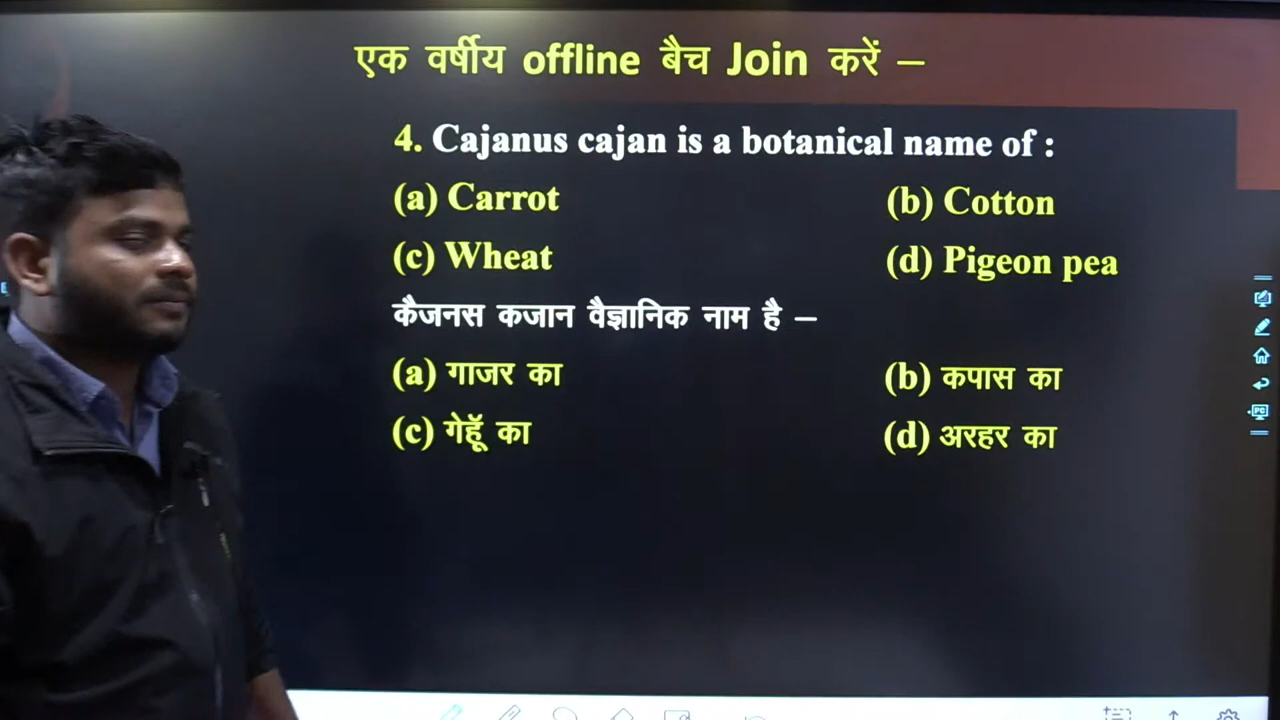 एक वर्षीय offline बैच Join करें –
4. Cajanus cajan is a botanical name of :
(a) Carrot (b) Cotton
(c) Wheat (d) Pigeon pea
कैजनस कजान वैज्ञानिक नाम है –
(a) गाजर का (b) कपास का
(c) गेहूॅ का (d) अरहर का
PC